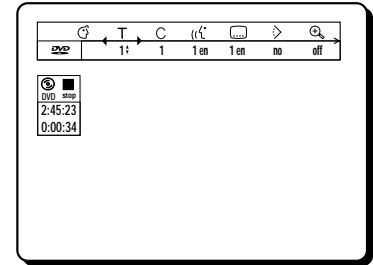 T C
DVD 1 1 1 en 1 en no off
DVD stop
2:45:23
0:00:34